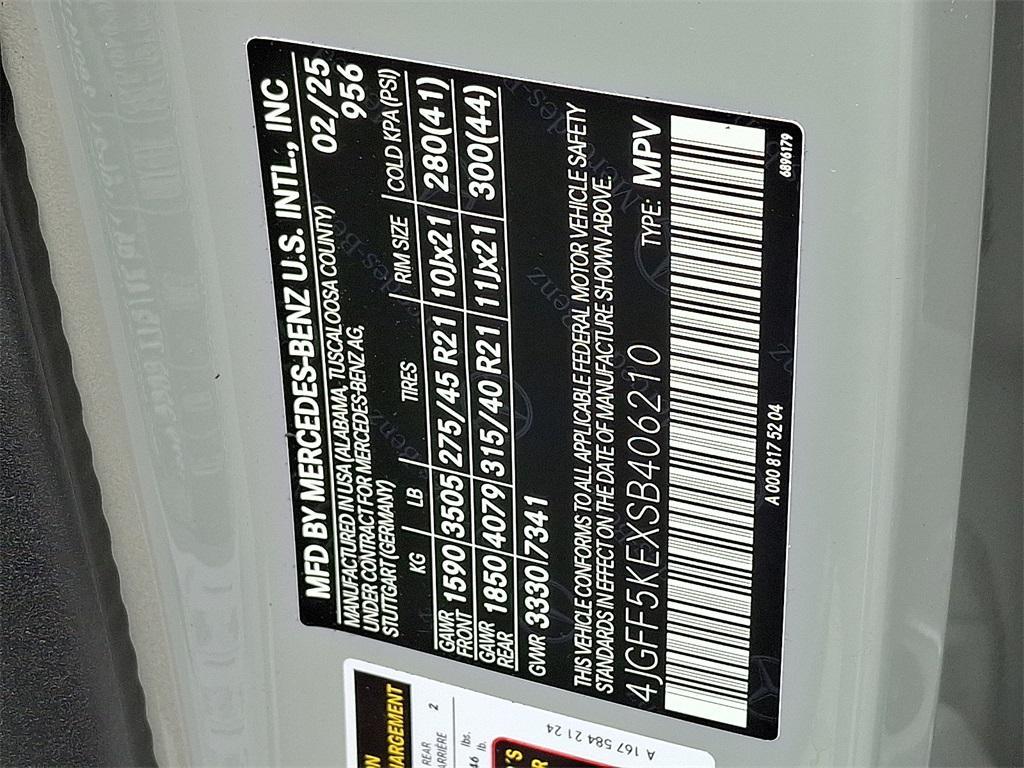 MFD BY MERCEDES-BENZ U.S. INTL., INC
MANUFACTURED IN USA (ALABAMA, TUSCALOOSA COUNTY) 02/25
UNDER CONTRACT FOR MERCEDES-BENZ AG, 956
STUTTGART (GERMANY)
KG LB TIRES RIM SIZE COLD KPA (PSI)
GAWR FRONT 1590 3505 275/45 R21 10Jx21 280(41)
GAWR REAR 1850 4079 315/40 R21 11Jx21 300(44)
GVWR 3330/7341
THIS VEHICLE CONFORMS TO ALL APPLICABLE FEDERAL MOTOR VEHICLE SAFETY
STANDARDS IN EFFECT ON THE DATE OF MANUFACTURE SHOWN ABOVE.
4JGFF5KEXSB406210 TYPE: MPV
A 000 817 52 04 6896179
REAR
2
lbs.
lb.
A 167 584 21 24